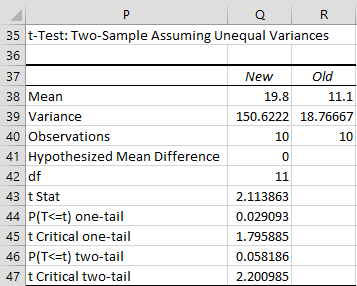 P Q R
35 t-Test: Two-Sample Assuming Unequal Variances
36
37 New Old
38 Mean 19.8 11.1
39 Variance 150.6222 18.76667
40 Observations 10 10
41 Hypothesized Mean Difference 0
42 df 11
43 t Stat 2.113863
44 P(T<=t) one-tail 0.029093
45 t Critical one-tail 1.795885
46 P(T<=t) two-tail 0.058186
47 t Critical two-tail 2.200985